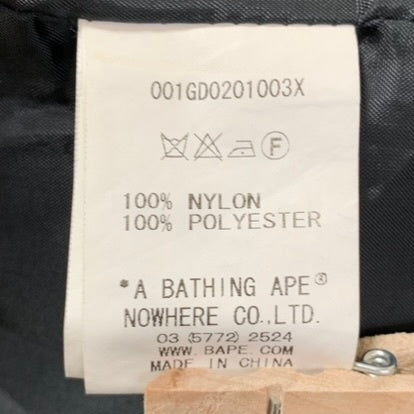 001GD0201003X
F
100% NYLON
100% POLYESTER
*A BATHING APE®
NOWHERE CO.,LTD.
03 (5772) 2524
WWW.BAPE.COM
MADE IN CHINA